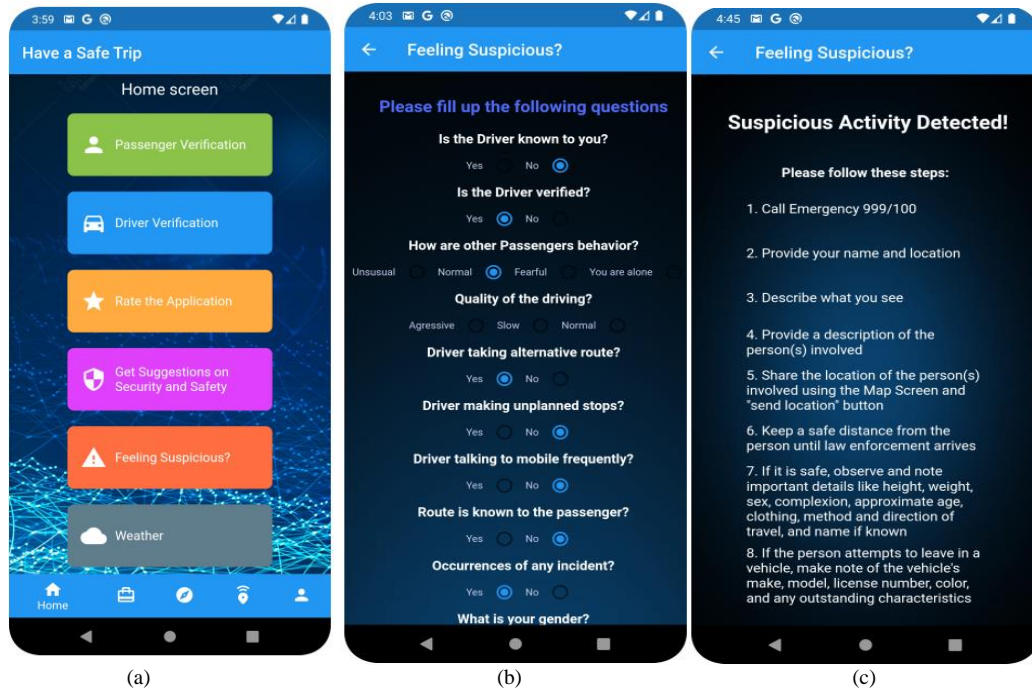 3:59
Have a Safe Trip
Home screen
Passenger Verification
Driver Verification
Rate the Application
Get Suggestions on
Security and Safety
Feeling Suspicious?
Weather
Home
(a)
4:03
Feeling Suspicious?
Please fill up the following questions
Is the Driver known to you?
Yes No
Is the Driver verified?
Yes No
How are other Passengers behavior?
Unsusual Normal Fearful You are alone
Quality of the driving?
Agressive Slow Normal
Driver taking alternative route?
Yes No
Driver making unplanned stops?
Yes No
Driver talking to mobile frequently?
Yes No
Route is known to the passenger?
Yes No
Occurrences of any incident?
Yes No
What is your gender?
(b)
4:45
Feeling Suspicious?
Suspicious Activity Detected!
Please follow these steps:
1. Call Emergency 999/100
2. Provide your name and location
3. Describe what you see
4. Provide a description of the
person(s) involved
5. Share the location of the person(s)
involved using the Map Screen and
"send location" button
6. Keep a safe distance from the
person until law enforcement arrives
7. If it is safe, observe and note
important details like height, weight,
sex, complexion, approximate age,
clothing, method and direction of
travel, and name if known
8. If the person attempts to leave in a
vehicle, make note of the vehicle's
make, model, license number, color,
and any outstanding characteristics
(c)